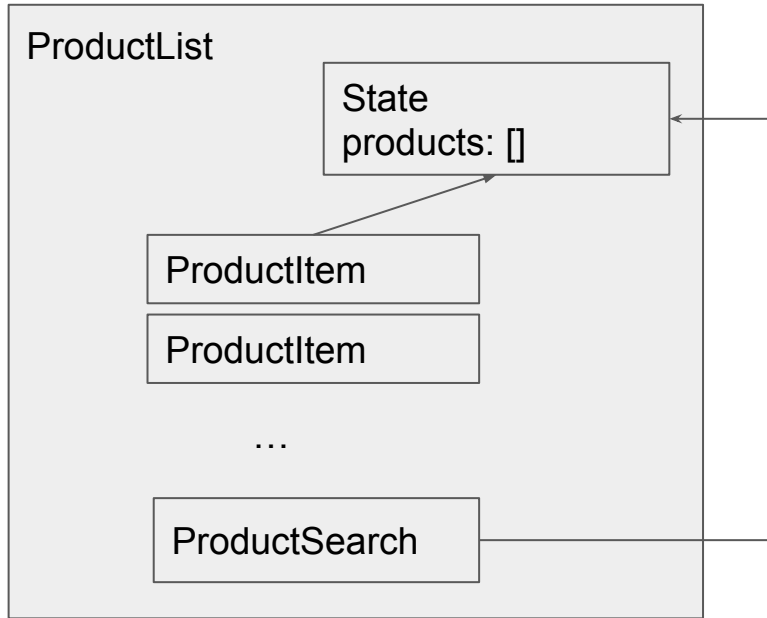 ProductList
State
products: []
ProductItem
ProductItem
...
ProductSearch